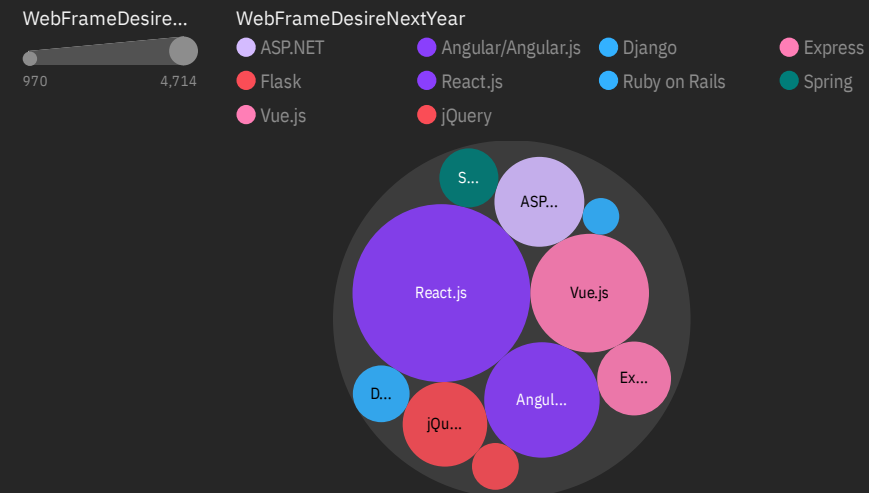 WebFrameDesire...
WebFrameDesireNextYear
970
4,714
ASP.NET
Angular/Angular.js
Django
Express
Flask
React.js
Ruby on Rails
Spring
Vue.js
jQuery
S...
ASP...
React.js
Vue.js
D...
Ex...
Angul...
jQu...